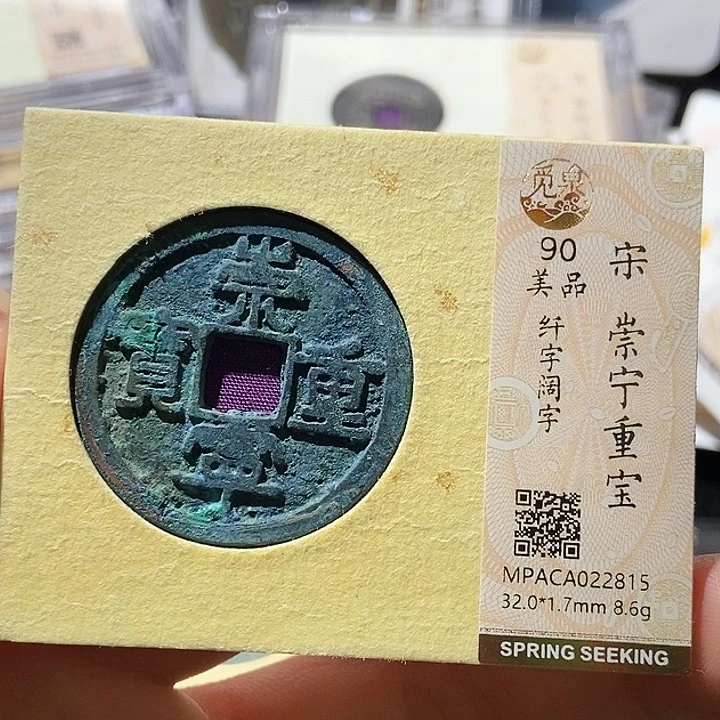 崇
重
寧
寶
觅泉
90
美品
纤字阔字
宋 崇宁重宝
MPACA022815
32.0*1.7mm 8.6g
SPRING SEEKING